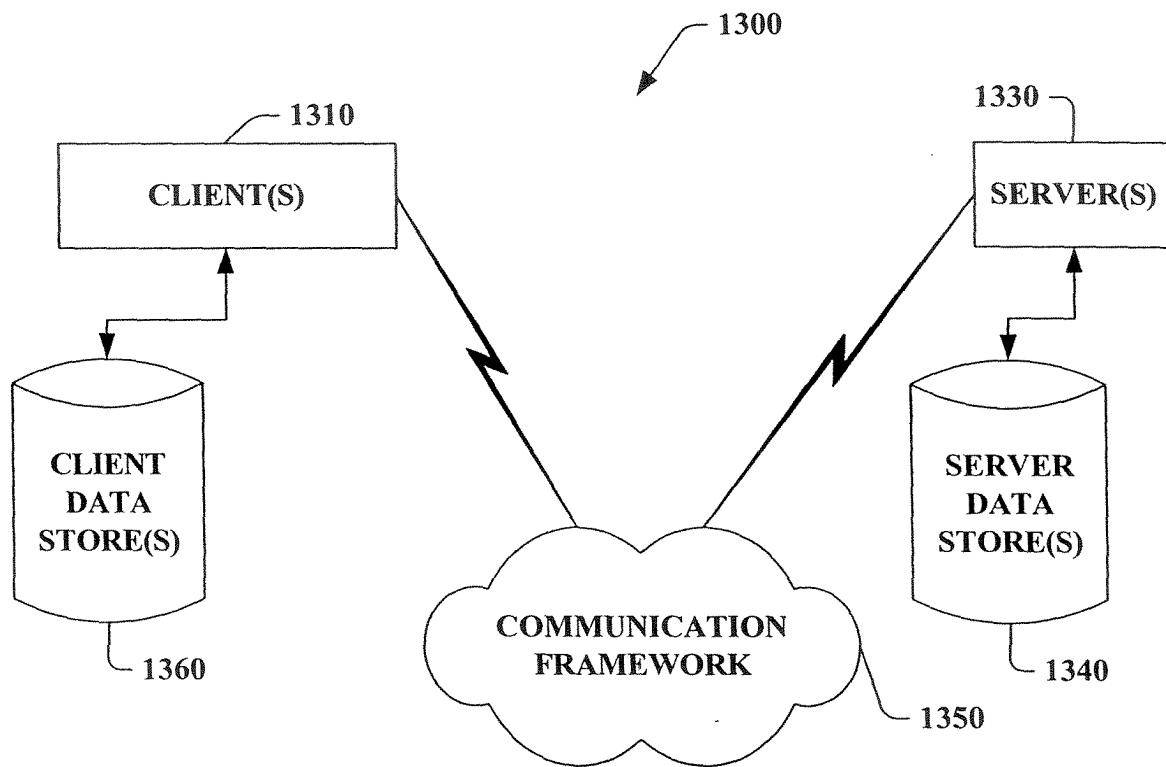 1300
1310
1330
CLIENT(S)
SERVER(S)
CLIENT
DATA
STORE(S)
SERVER
DATA
STORE(S)
COMMUNICATION
FRAMEWORK
1360
1340
1350